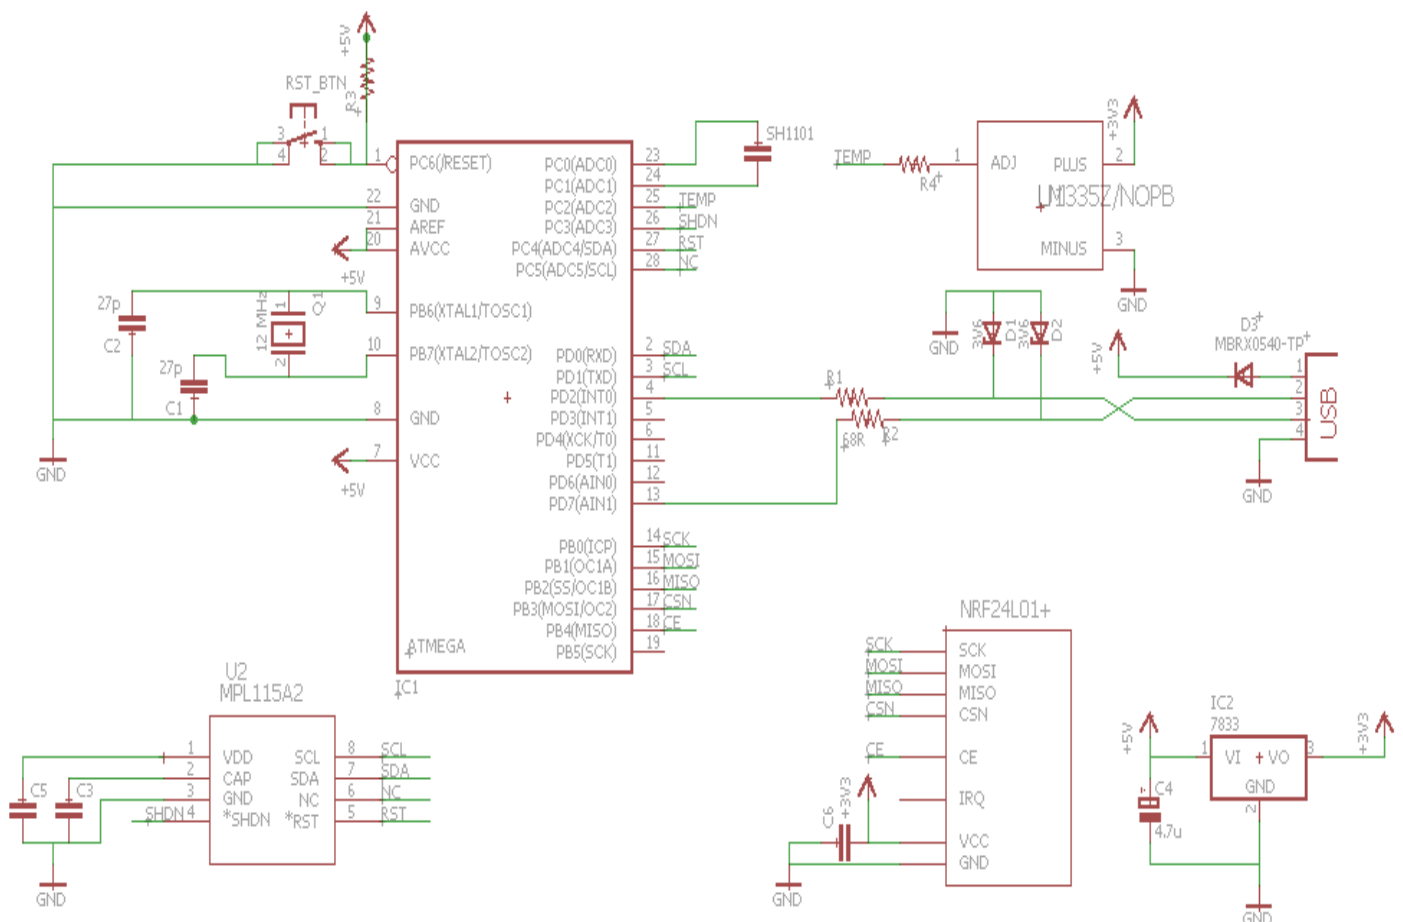 +5V
RST_BTN
R3
3
1
4
2
1
PC6(/RESET)
22
GND
21
AREF
20
AVCC
+5V
27p
C2
12 MHz
1
Q1
2
9
PB6(XTAL1/TOSC1)
10
PB7(XTAL2/TOSC2)
27p
C1
8
GND
GND
7
VCC
+5V
ATMEGA
IC1
PC0(ADC0)
23
PC1(ADC1)
24
PC2(ADC2)
25
TEMP
PC3(ADC3)
26
SHDN
PC4(ADC4/SDA)
27
RST
PC5(ADC5/SCL)
28
NC
SH1101
PD0(RXD)
2
SDA
PD1(TXD)
3
SCL
PD2(INT0)
4
PD3(INT1)
5
PD4(XCK/T0)
6
PD5(T1)
11
PD6(AIN0)
12
PD7(AIN1)
13
PB0(ICP)
14
SCK
PB1(OC1A)
15
MOSI
PB2(SS/OC1B)
16
MISO
PB3(MOSI/OC2)
17
CSN
PB4(MISO)
18
CE
PB5(SCK)
19
TEMP
R4
1
ADJ
PLUS
2
+3V3
LM335Z/NOPB
MINUS
3
GND
GND
3V6
D1
3V6
D2
R1
68R
R2
+5V
D3
MBRX0540-TP
1
2
3
4
USB
GND
U2
MPL115A2
1
VDD
SCL
8
SCL
2
CAP
SDA
7
SDA
3
GND
NC
6
NC
SHDN
4
*SHDN
*RST
5
RST
C5
C3
GND
NRF24L01+
SCK
SCK
MOSI
MOSI
MISO
MISO
CSN
CSN
CE
CE
IRQ
C6
+3V3
VCC
GND
GND
IC2
7833
+5V
1
VI
VO
3
+3V3
GND
2
C4
4.7u
GND